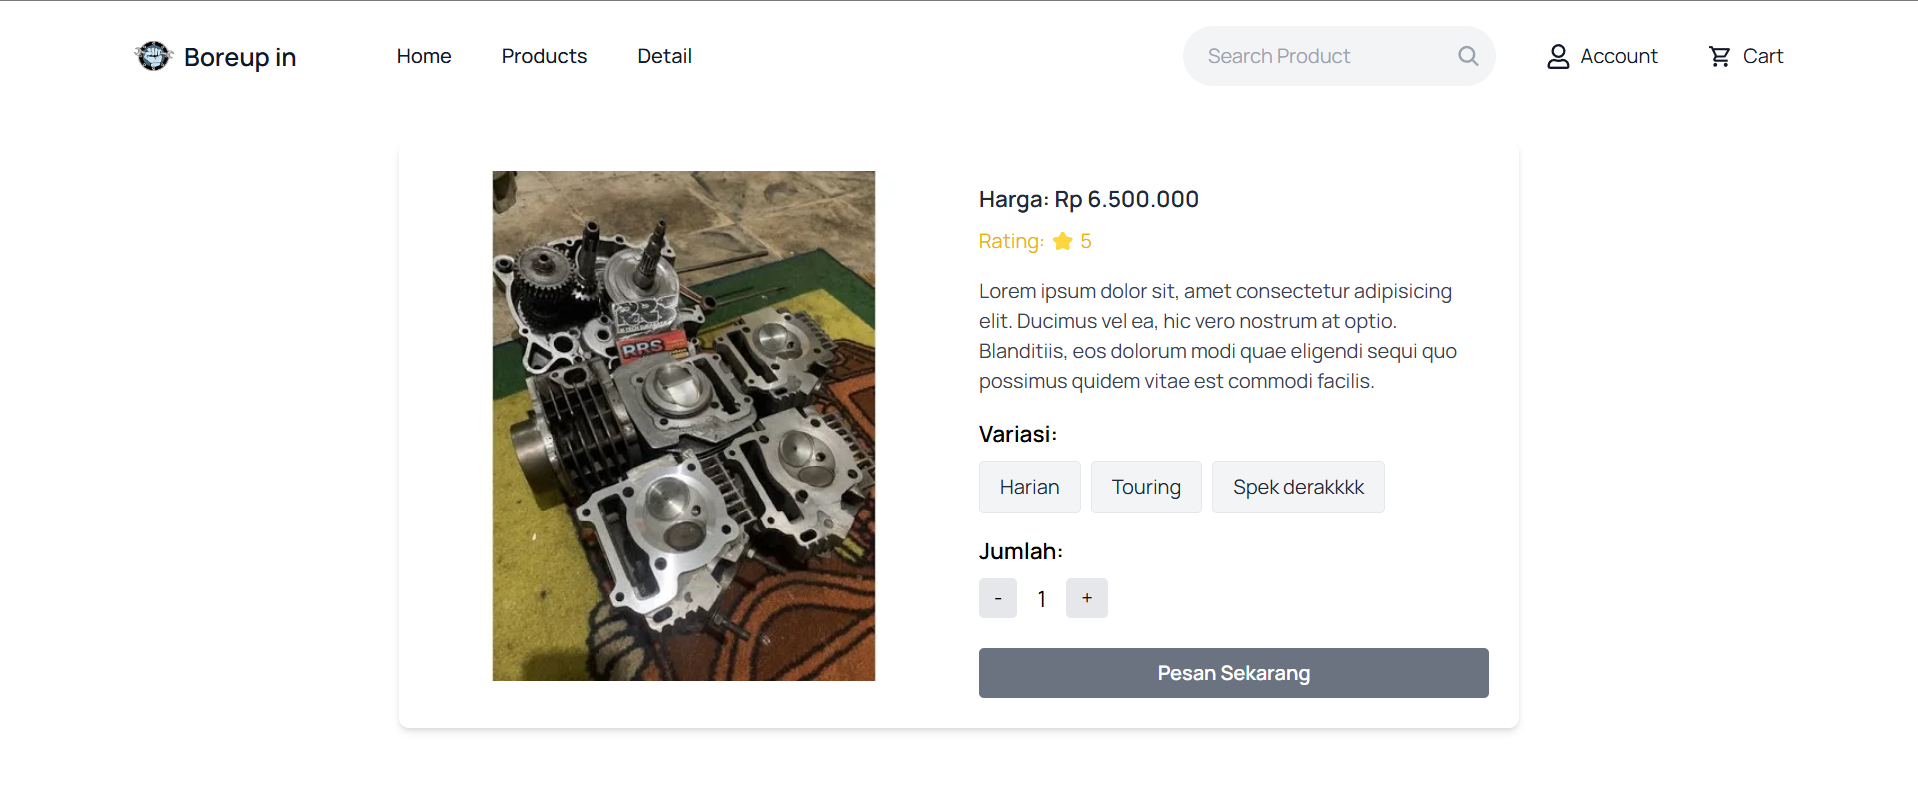 Boreup in
Home
Products
Detail
Search Product
Account
Cart
RRS
RRS
Harga: Rp 6.500.000
Rating: 5
Lorem ipsum dolor sit, amet consectetur adipisicing
elit. Ducimus vel ea, hic vero nostrum at optio.
Blanditiis, eos dolorum modi quae eligendi sequi quo
possimus quidem vitae est commodi facilis.
Variasi:
Harian
Touring
Spek derakkkk
Jumlah:
- 1 +
Pesan Sekarang